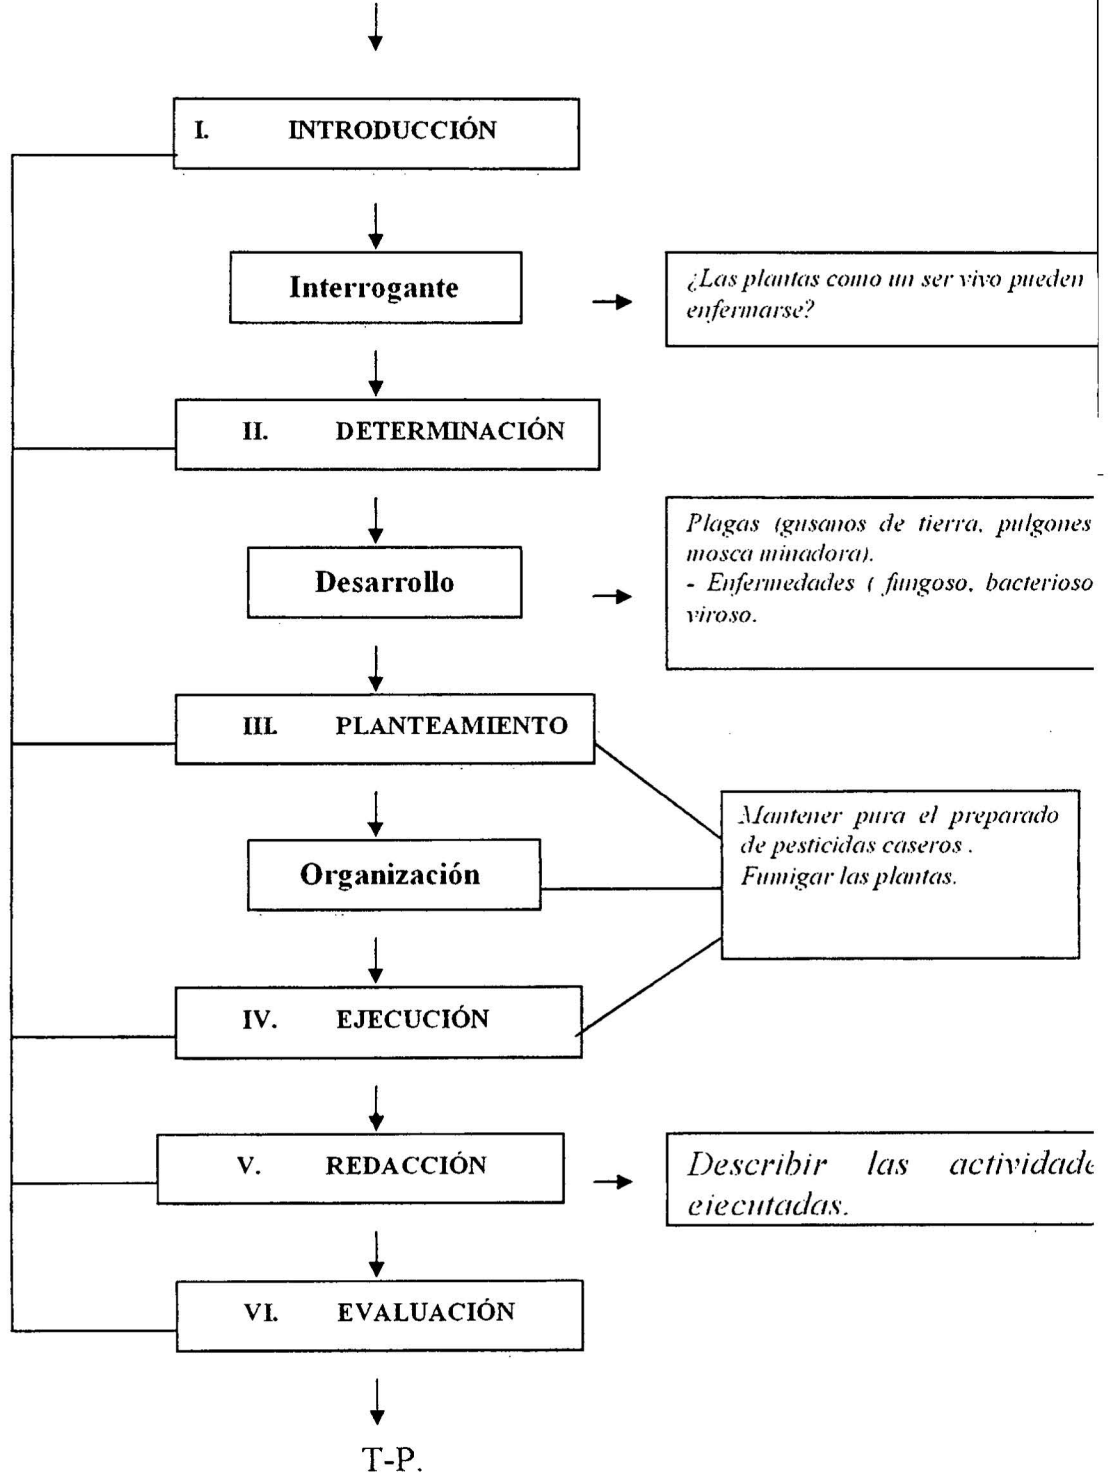 I. INTRODUCCIÓN
Interrogante
¿Las plantas como un ser vivo pueden
enfermarse?
II. DETERMINACIÓN
Desarrollo
Plagas (gusanos de tierra, pulgones
mosca minadora).
- Enfermedades ( fungoso, bacterioso
viroso.
III. PLANTEAMIENTO
Organización
Mantener pura el preparado
de pesticidas caseros .
Fumigar las plantas.
IV. EJECUCIÓN
V. REDACCIÓN
Describir las actividade
ejecutadas.
VI. EVALUACIÓN
T-P.